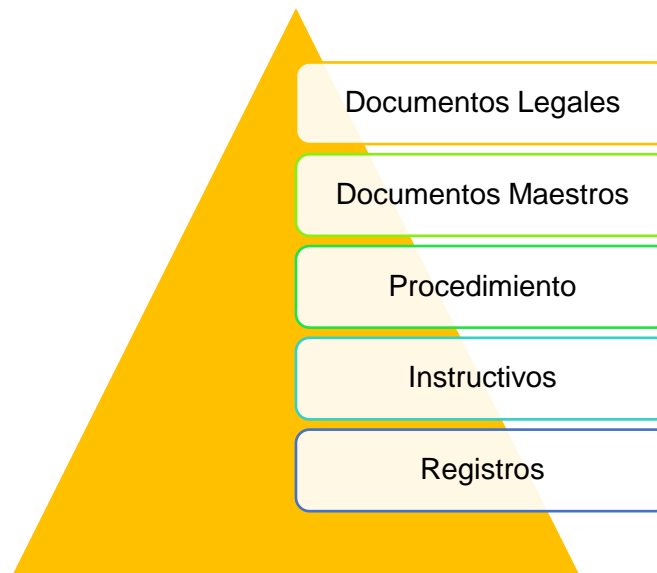 Documentos Legales
Documentos Maestros
Procedimiento
Instructivos
Registros